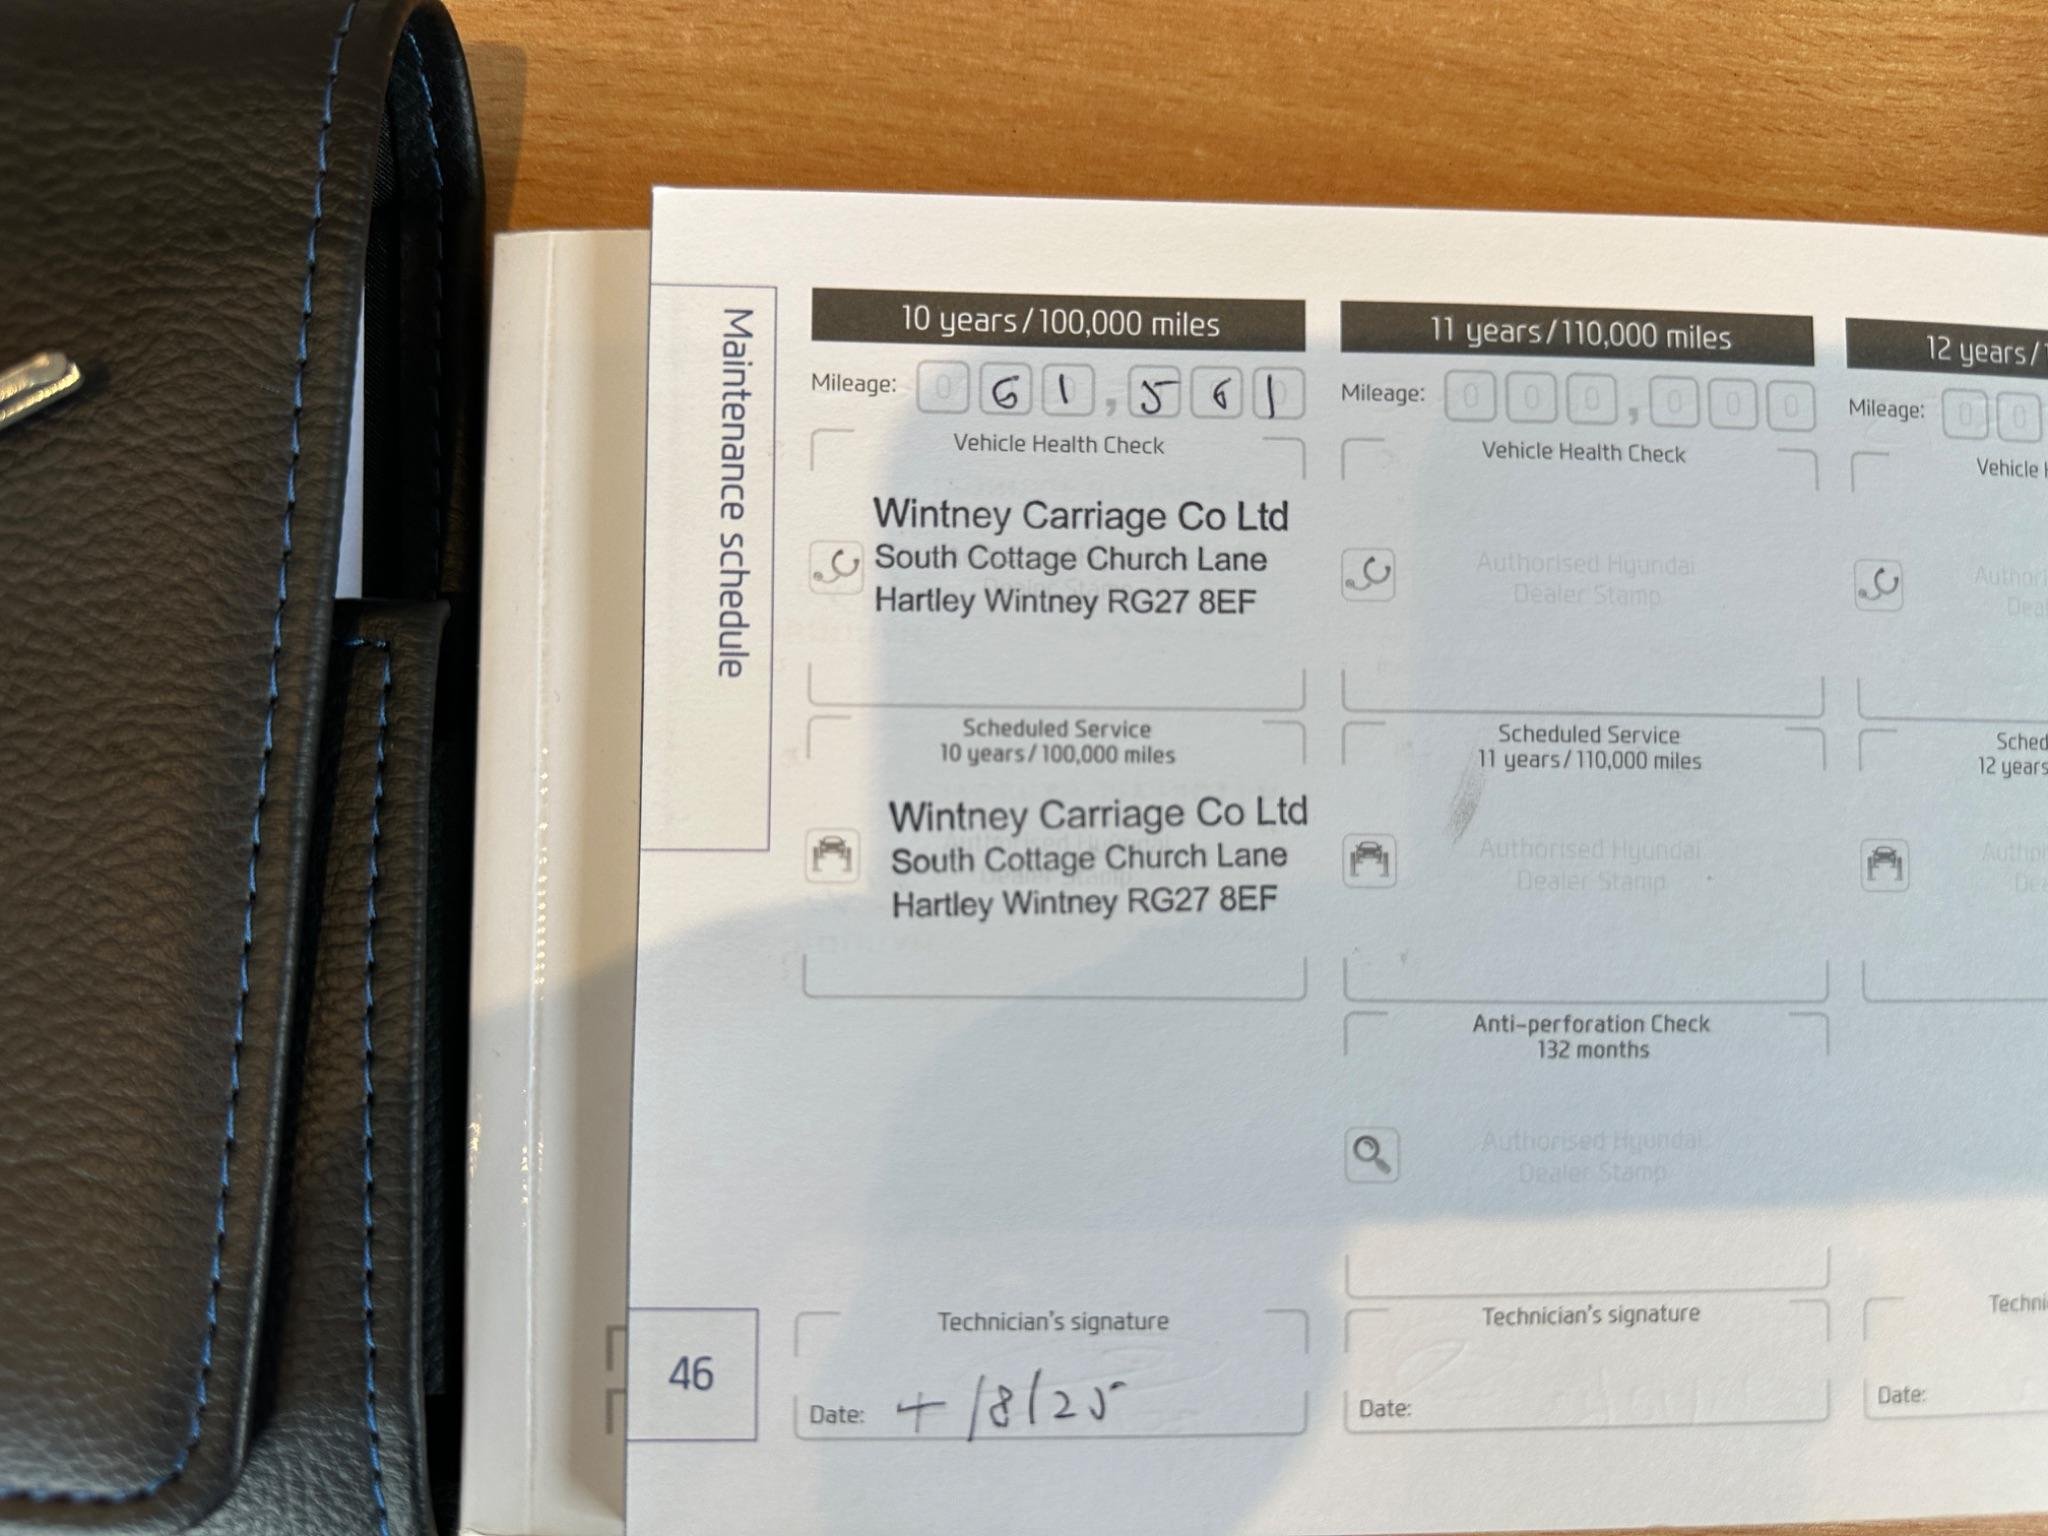 Maintenance schedule
46
10 years/100,000 miles
Mileage: 0 6 1 , 5 6 1
Vehicle Health Check
Wintney Carriage Co Ltd
South Cottage Church Lane
Hartley Wintney RG27 8EF
Scheduled Service
10 years/100,000 miles
Wintney Carriage Co Ltd
South Cottage Church Lane
Hartley Wintney RG27 8EF
Technician's signature
Date: 4/8/25
11 years/110,000 miles
Mileage: 0 0 0 , 0 0 0
Vehicle Health Check
Authorised Hyundai
Dealer Stamp
Scheduled Service
11 years/110,000 miles
Authorised Hyundai
Dealer Stamp
Anti-perforation Check
132 months
Authorised Hyundai
Dealer Stamp
Technician's signature
Date:
12 years/
Mileage: 0 0
Vehicle
12 years
Date: